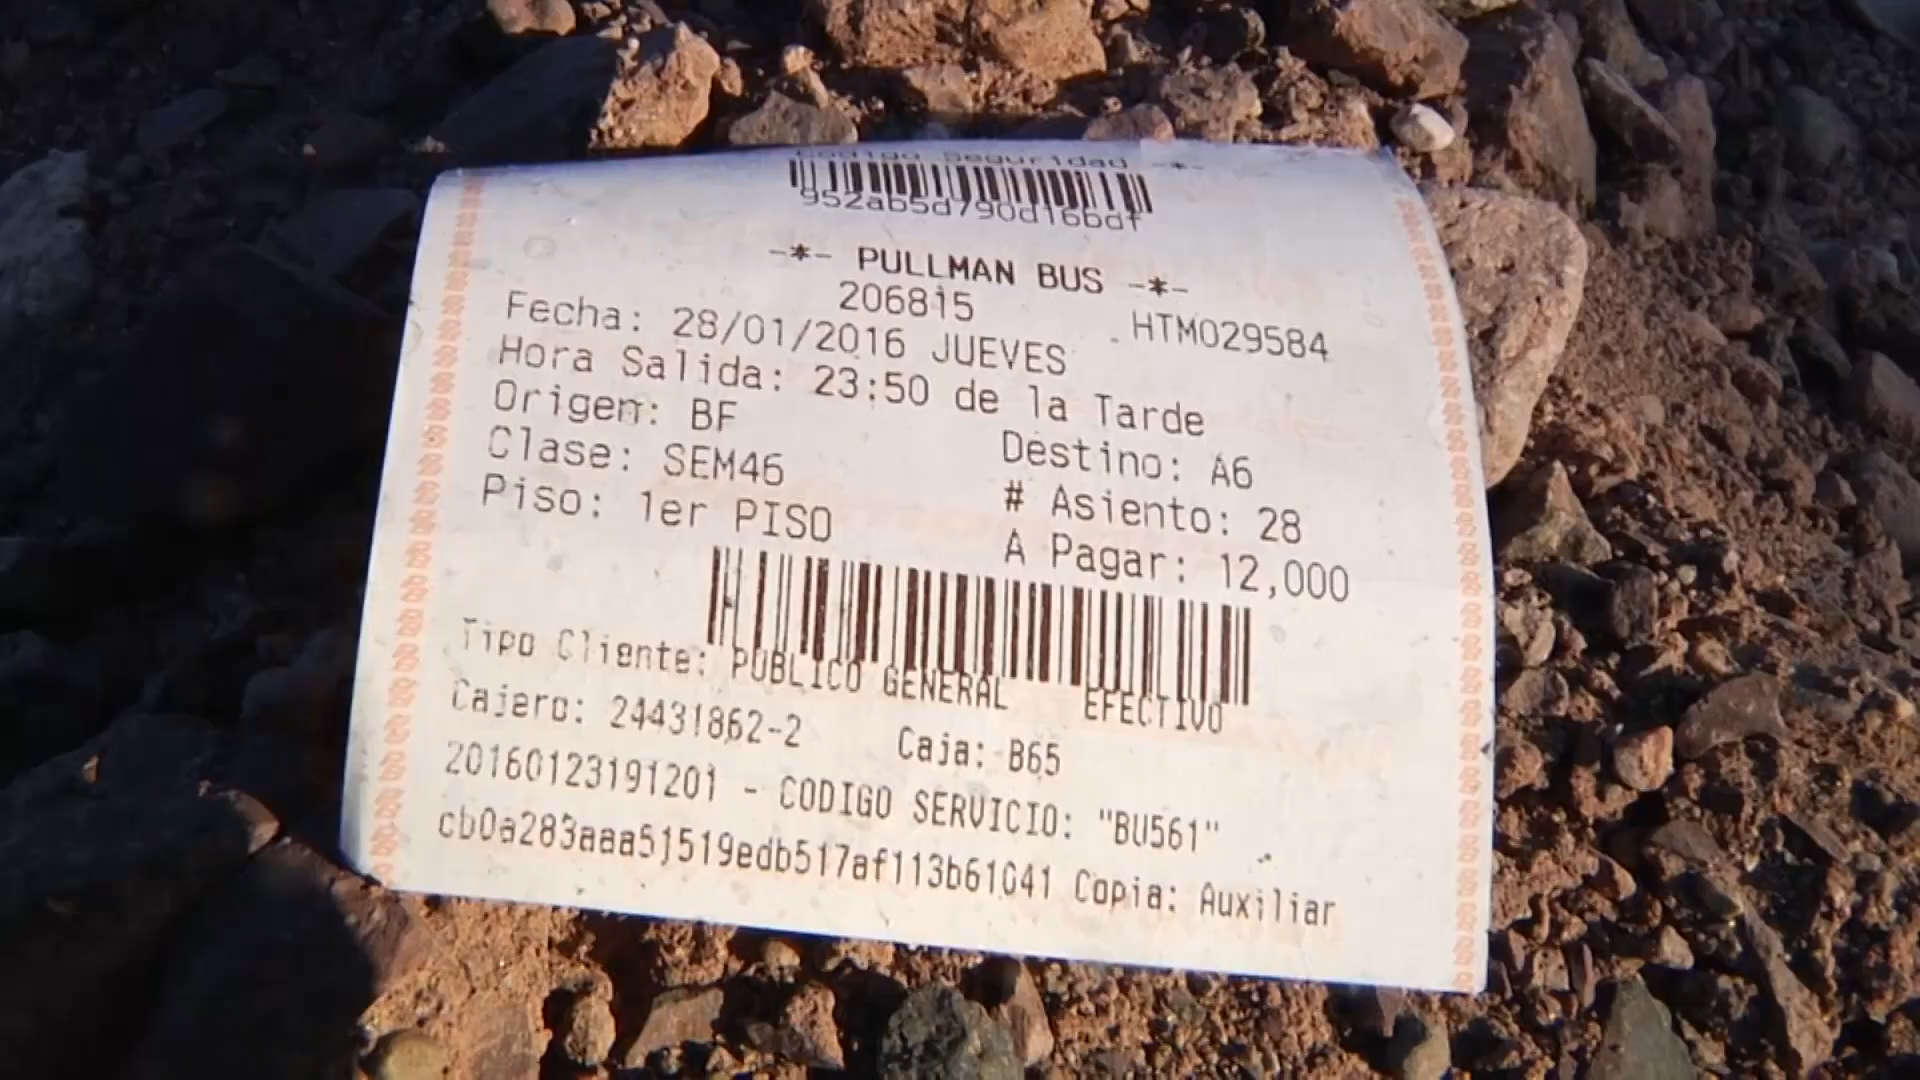 Codigo Seguridad -*-
952ab5d790d16bdf
-*- PULLMAN BUS -*-
206815 HTM029584
Fecha: 28/01/2016 JUEVES
Hora Salida: 23:50 de la Tarde
Origen: BF Destino: A6
Clase: SEM46 # Asiento: 28
Piso: 1er PISO A Pagar: 12,000
Tipo Cliente: PUBLICO GENERAL EFECTIVO
Cajero: 24431862-2 Caja: B65
20160123191201 - CODIGO SERVICIO: "BU561"
cb0a283aaa51519edb517af113b61041 Copia: Auxiliar